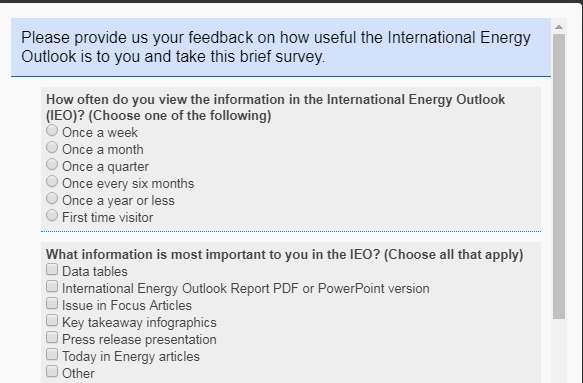 Please provide us your feedback on how useful the International Energy
Outlook is to you and take this brief survey.
How often do you view the information in the International Energy Outlook
(IEO)? (Choose one of the following)
Once a week
Once a month
Once a quarter
Once every six months
Once a year or less
First time visitor
What information is most important to you in the IEO? (Choose all that apply)
Data tables
International Energy Outlook Report PDF or PowerPoint version
Issue in Focus Articles
Key takeaway infographics
Press release presentation
Today in Energy articles
Other